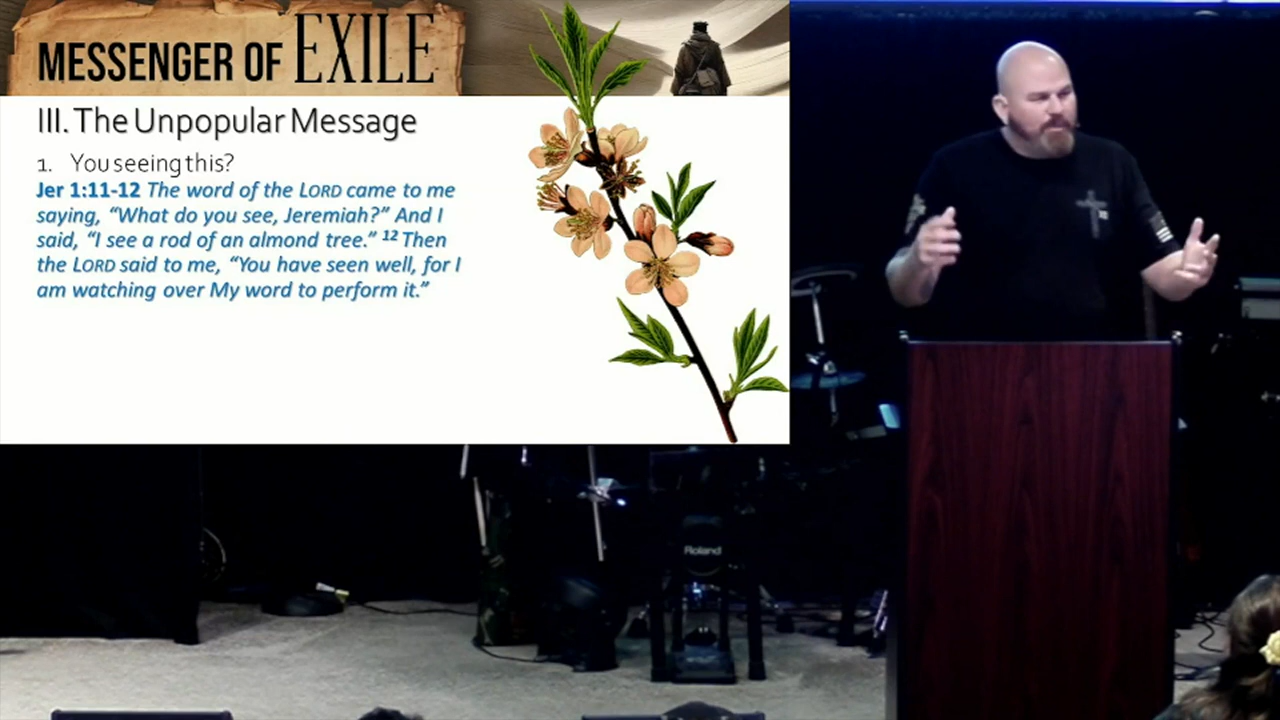 MESSENGER OF EXILE
III. The Unpopular Message
1. You seeing this?
Jer 1:11-12 The word of the LORD came to me
saying, “What do you see, Jeremiah?” And I
said, “I see a rod of an almond tree.” 12 Then
the LORD said to me, “You have seen well, for I
am watching over My word to perform it.”
Roland